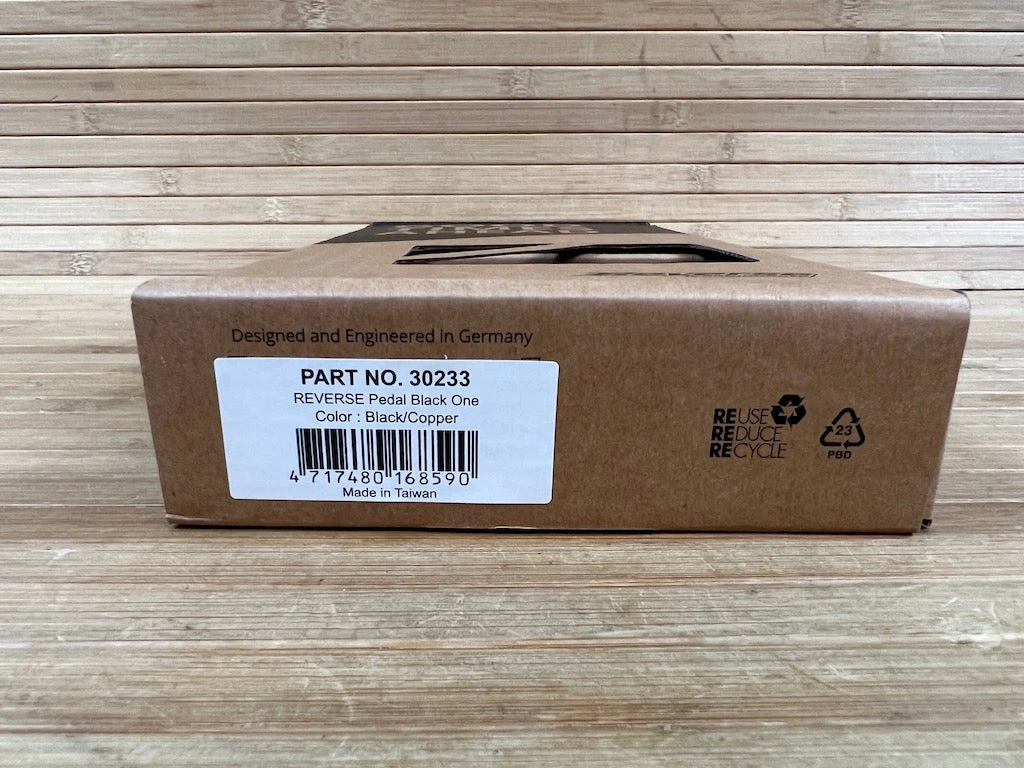 Designed and Engineered in Germany
PART NO. 30233
REVERSE Pedal Black One
Color : Black/Copper
4 717480 168590
Made in Taiwan
REUSE
REDUCE
RECYCLE
23
PBD